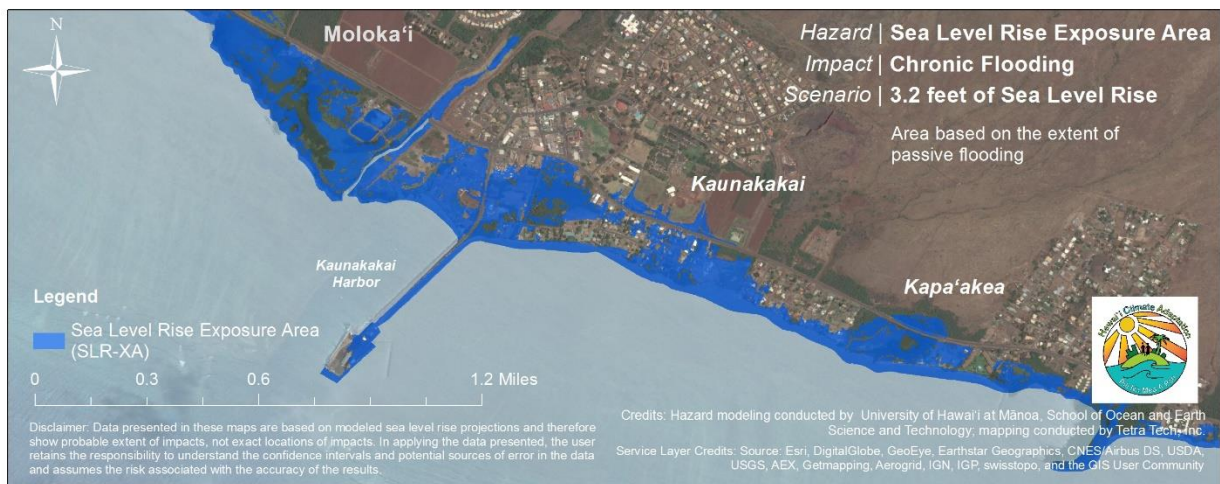 N
Moloka‘i
Hazard | Sea Level Rise Exposure Area
Impact | Chronic Flooding
Scenario | 3.2 feet of Sea Level Rise
Area based on the extent of
passive flooding
Kaunakakai
Kaunakakai
Harbor
Kapa‘akea
Legend
Sea Level Rise Exposure Area
(SLR-XA)
0 0.3 0.6 1.2 Miles
Hawai‘i Climate Adaptation
Disclaimer: Data presented in these maps are based on modeled sea level rise projections and therefore
show probable extent of impacts, not exact locations of impacts. In applying the data presented, the user
retains the responsibility to understand the confidence intervals and potential sources of error in the data
and assumes the risk associated with the accuracy of the results.
Credits: Hazard modeling conducted by University of Hawai‘i at Mānoa, School of Ocean and Earth
Science and Technology; mapping conducted by Tetra Tech, Inc.
Service Layer Credits: Source: Esri, DigitalGlobe, GeoEye, Earthstar Geographics, CNES/Airbus DS, USDA,
USGS, AEX, Getmapping, Aerogrid, IGN, IGP, swisstopo, and the GIS User Community